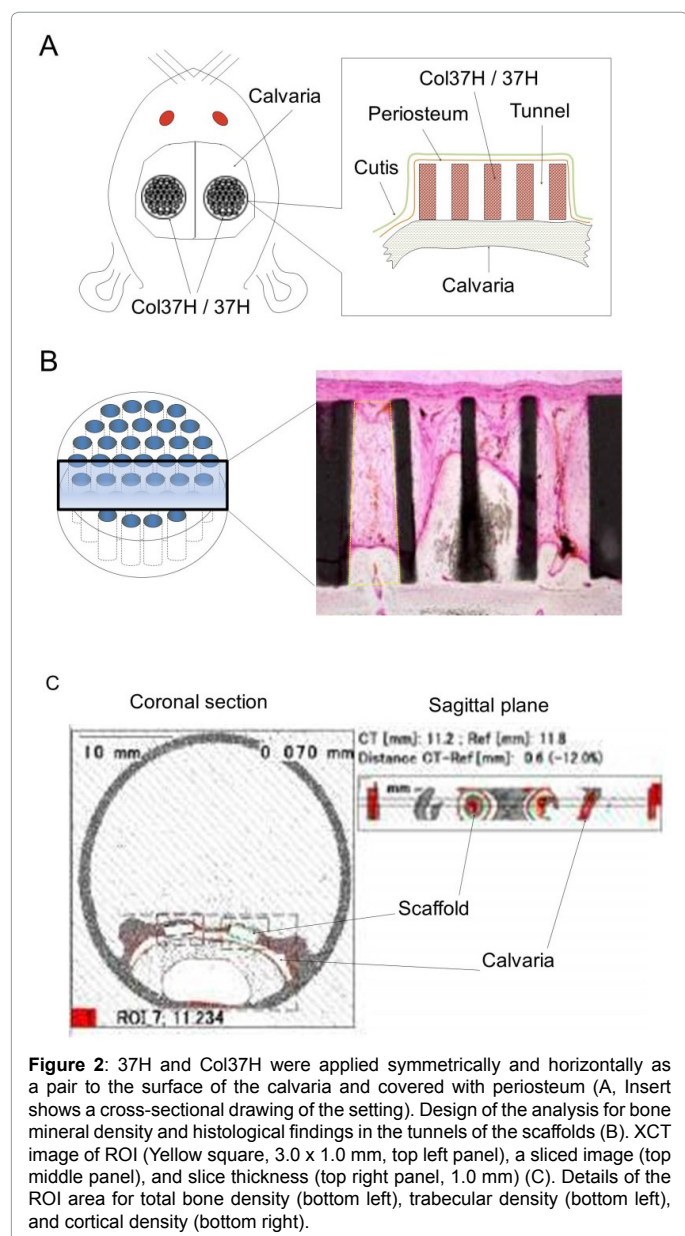 A
Calvaria
Col37H / 37H
Col37H / 37H
Periosteum
Tunnel
Cutis
Calvaria
B
C
Coronal section
Sagittal plane
10 mm
0 070 mm
CT [mm]: 11.2 ; Ref [mm]: 11.8
Distance CT-Ref [mm]: 0.6 (-12.0%)
mm
Scaffold
Calvaria
ROI_7; 11.234
Figure 2: 37H and Col37H were applied symmetrically and horizontally as
a pair to the surface of the calvaria and covered with periosteum (A, Insert
shows a cross-sectional drawing of the setting). Design of the analysis for bone
mineral density and histological findings in the tunnels of the scaffolds (B). XCT
image of ROI (Yellow square, 3.0 x 1.0 mm, top left panel), a sliced image (top
middle panel), and slice thickness (top right panel, 1.0 mm) (C). Details of the
ROI area for total bone density (bottom left), trabecular density (bottom left),
and cortical density (bottom right).